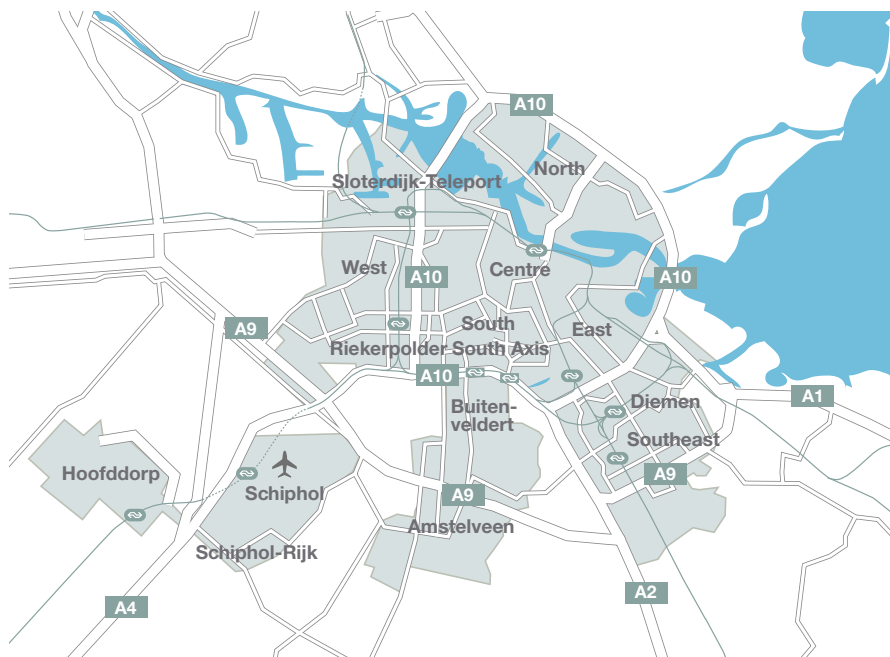 A10
North
Sloterdijk-Teleport
West
A10
Centre
A10
A9
South
East
Riekerpolder
South Axis
A10
Buiten-
veldert
Diemen
A1
Southeast
Hoofddorp
Schiphol
A9
A9
Amstelveen
Schiphol-Rijk
A4
A2